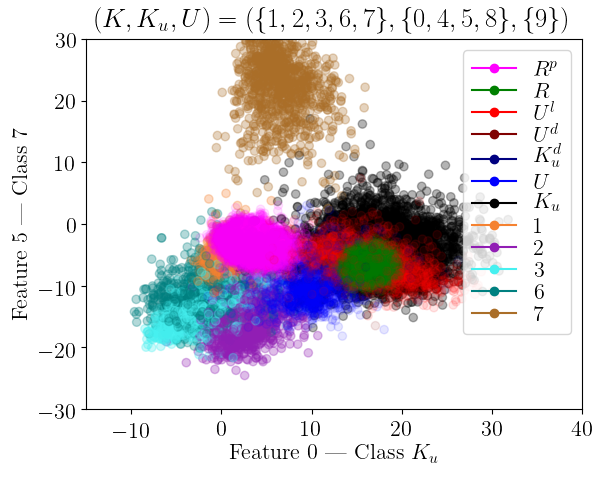 (K, K_u, U) = ({1, 2, 3, 6, 7}, {0, 4, 5, 8}, {9})
30
20
10
0
−10
−20
−30
Feature 5 — Class 7
−10 0 10 20 30 40
Feature 0 — Class K_u
R^p
R
U^l
U^d
K_u^d
U
K_u
1
2
3
6
7